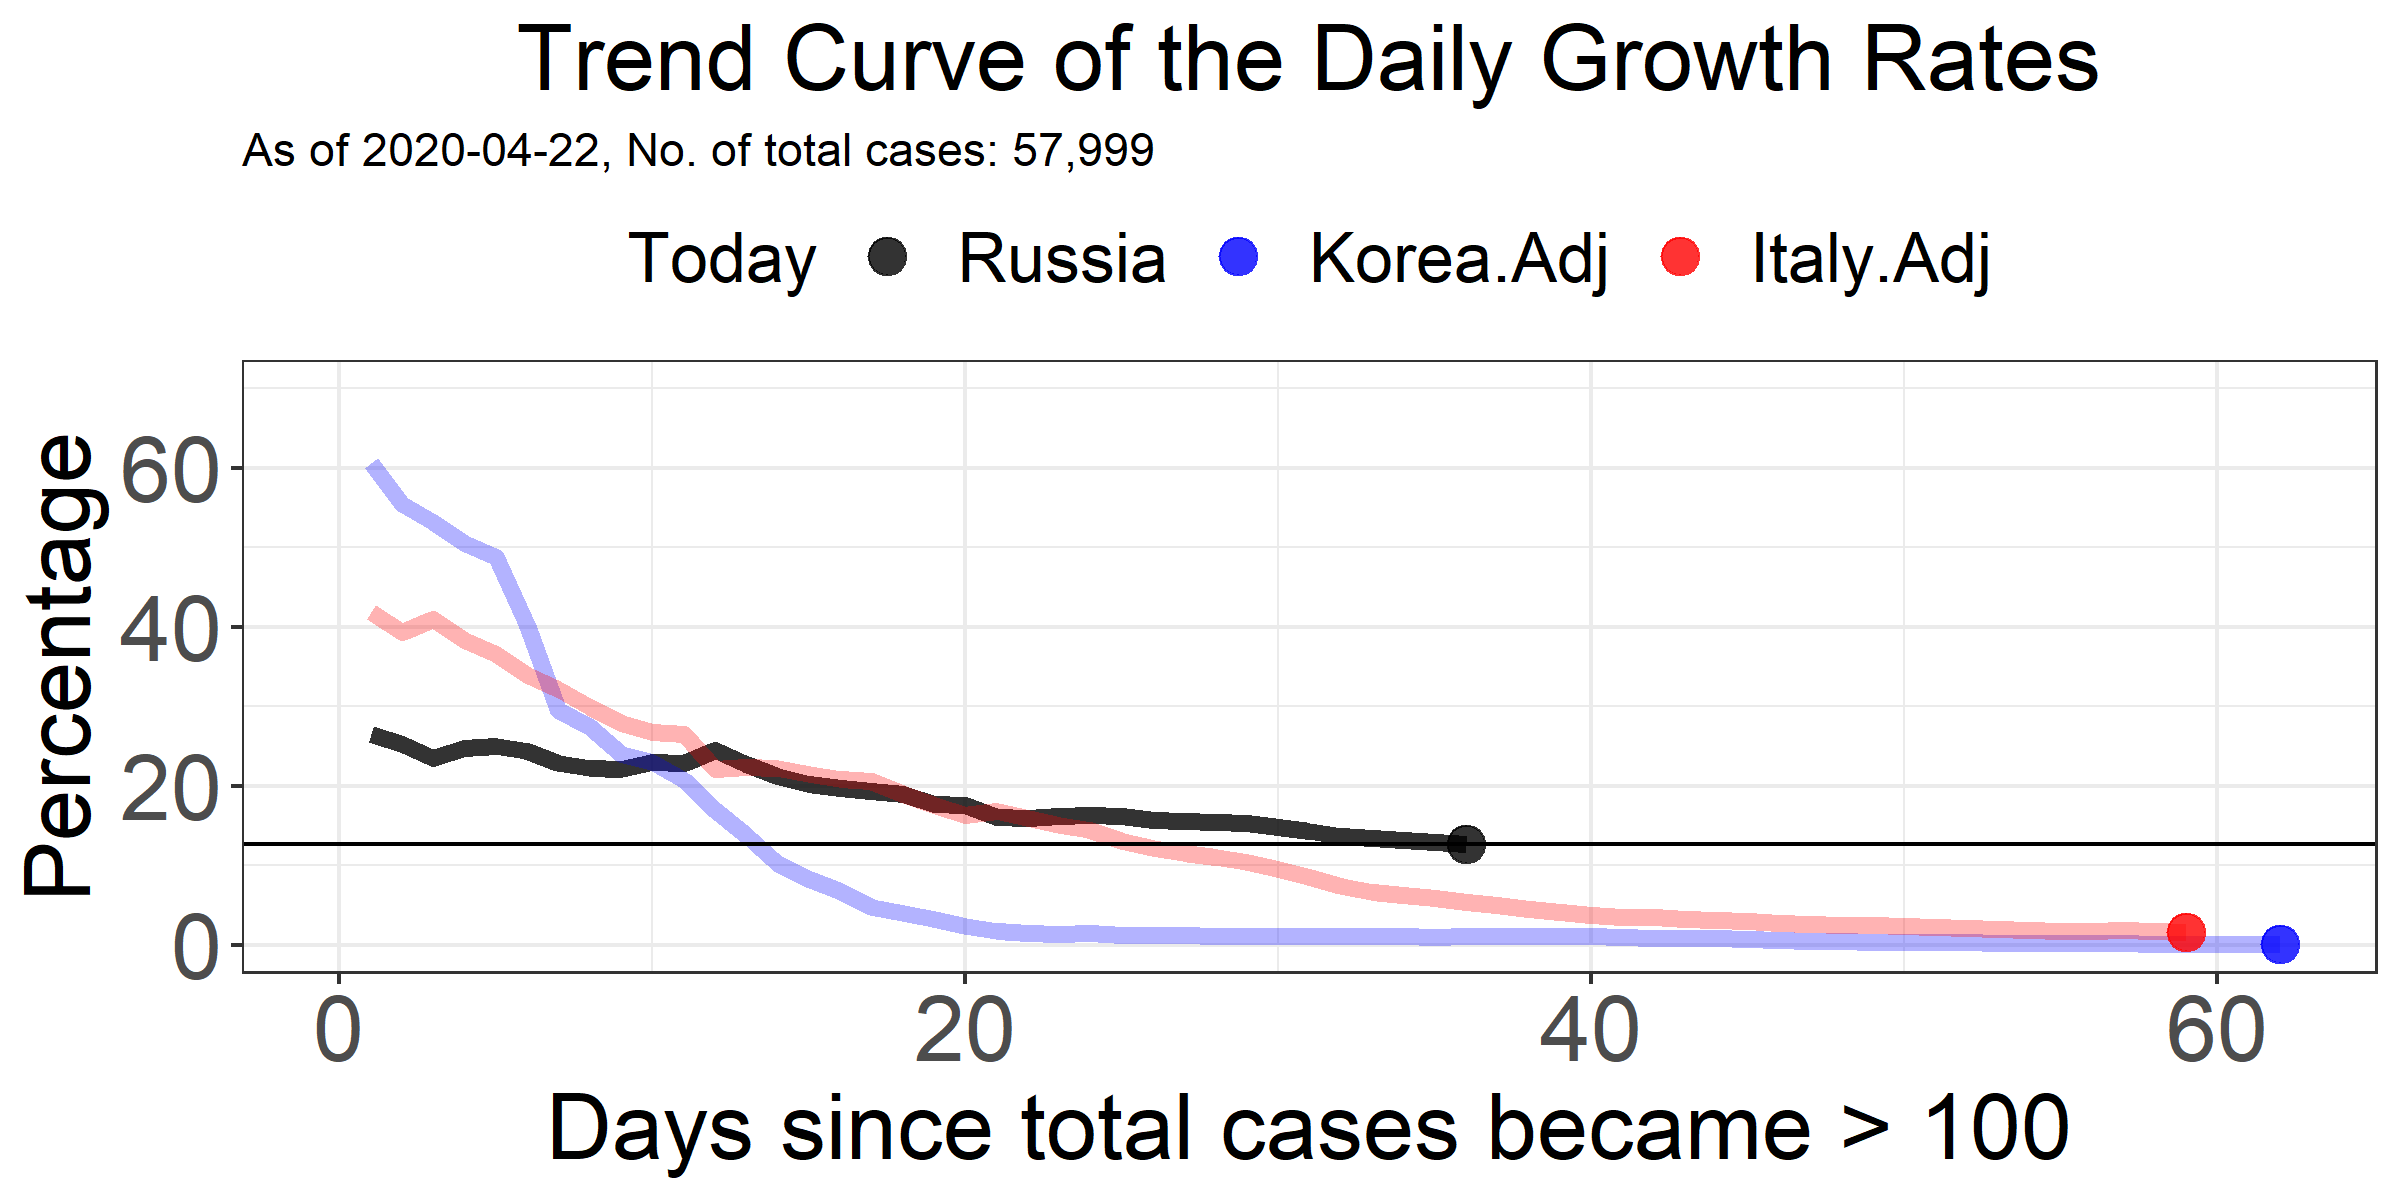 Trend Curve of the Daily Growth Rates
As of 2020-04-22, No. of total cases: 57,999
Today Russia Korea.Adj Italy.Adj
Percentage
60
40
20
0
0 20 40 60
Days since total cases became > 100